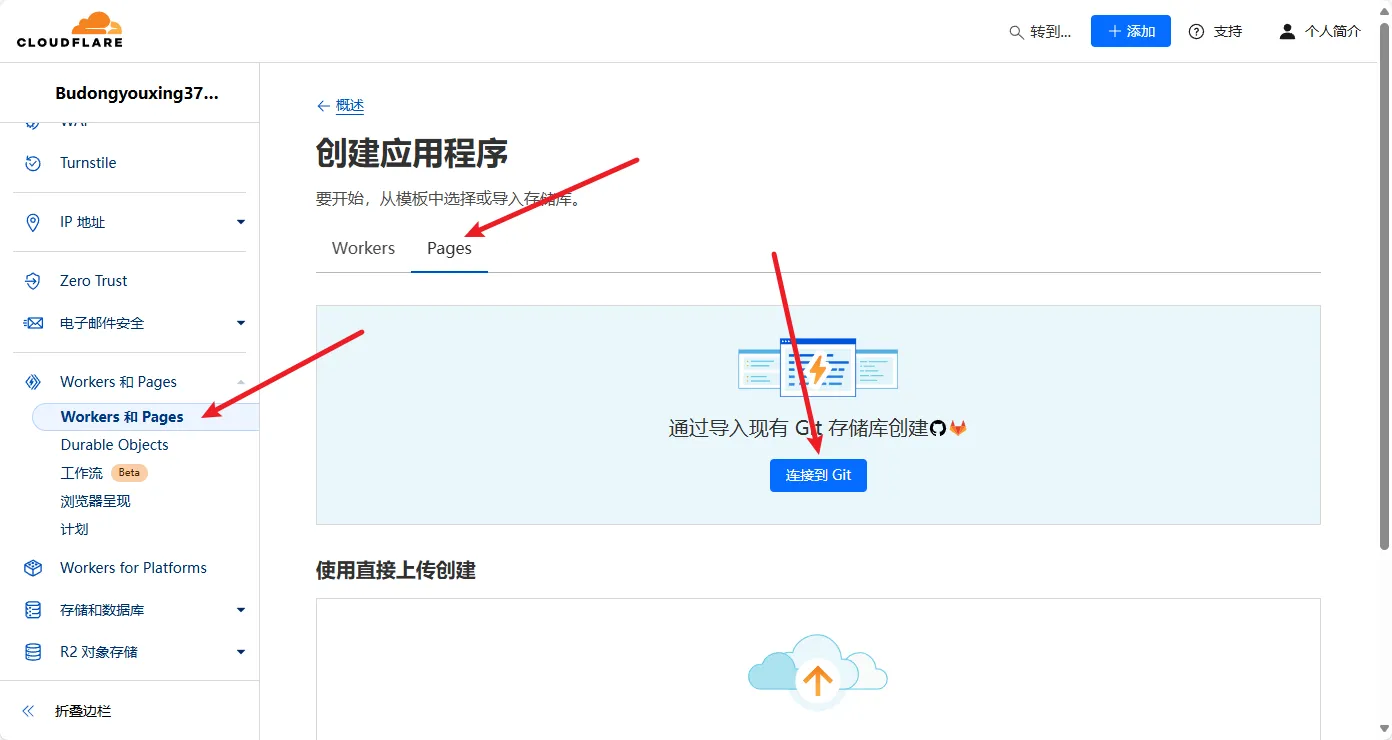 CLOUDFLARE
转到...
添加
支持
个人简介
Budongyouxing37...
Turnstile
IP 地址
Zero Trust
电子邮件安全
Workers 和 Pages
Workers 和 Pages
Durable Objects
工作流 Beta
浏览器呈现
计划
Workers for Platforms
存储和数据库
R2 对象存储
折叠边栏
概述
创建应用程序
要开始，从模板中选择或导入存储库。
Workers
Pages
通过导入现有 Git 存储库创建
连接到 Git
使用直接上传创建